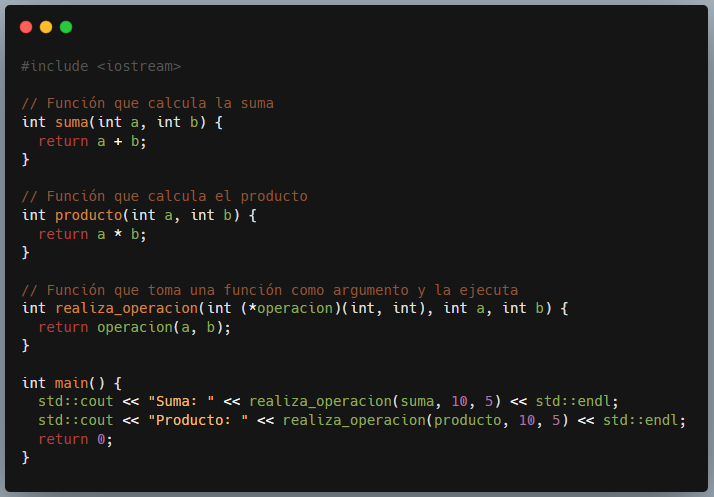 #include <iostream>
// Función que calcula la suma
int suma(int a, int b) {
  return a + b;
}
// Función que calcula el producto
int producto(int a, int b) {
  return a * b;
}
// Función que toma una función como argumento y la ejecuta
int realiza_operacion(int (*operacion)(int, int), int a, int b) {
  return operacion(a, b);
}
int main() {
  std::cout << "Suma: " << realiza_operacion(suma, 10, 5) << std::endl;
  std::cout << "Producto: " << realiza_operacion(producto, 10, 5) << std::endl;
  return 0;
}